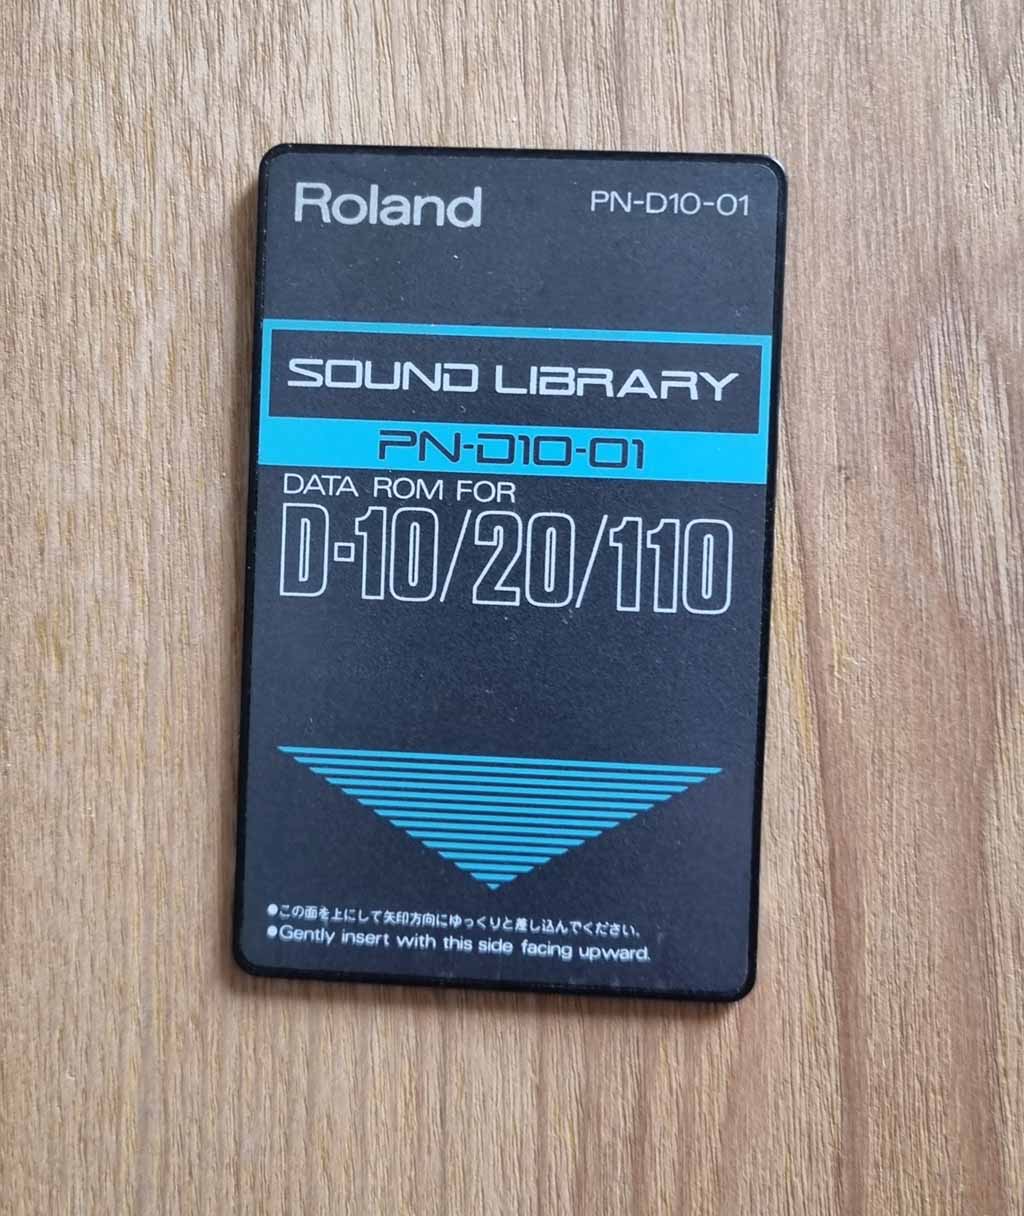 Roland PN-D10-01
SOUND LIBRARY
PN-D10-01
DATA ROM FOR
D-10/20/110
●この面を上にして矢印方向にゆっくりと差し込んでください。
●Gently insert with this side facing upward.